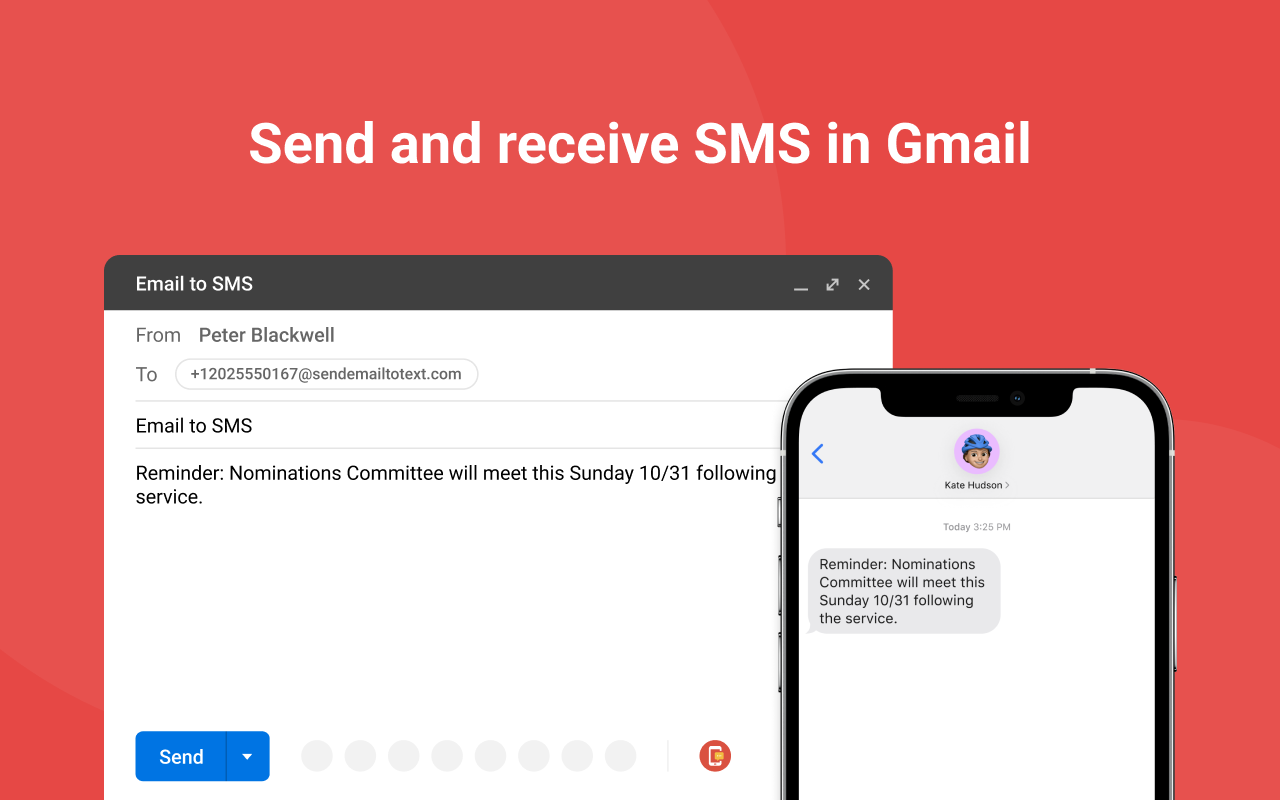 Send and receive SMS in Gmail
Email to SMS
From Peter Blackwell
To +12025550167@sendemailtotext.com
Email to SMS
Reminder: Nominations Committee will meet this Sunday 10/31 following
service.
Send
Kate Hudson
Today 3:25 PM
Reminder: Nominations
Committee will meet this
Sunday 10/31 following
the service.